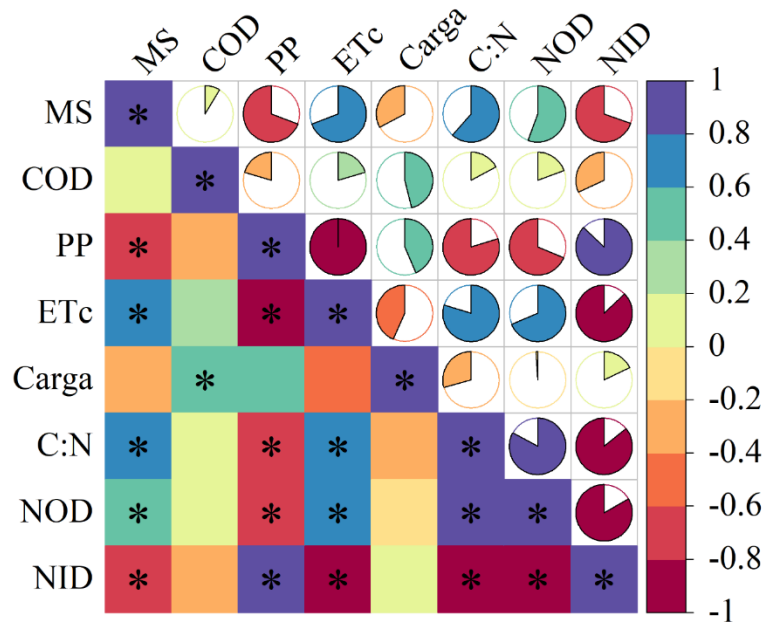 MS COD PP ETc Carga C:N NOD NID
MS *
COD *
PP * *
ETc * * *
Carga * *
C:N * * * *
NOD * * * * *
NID * * * * * *
1
0.8
0.6
0.4
0.2
0
-0.2
-0.4
-0.6
-0.8
-1